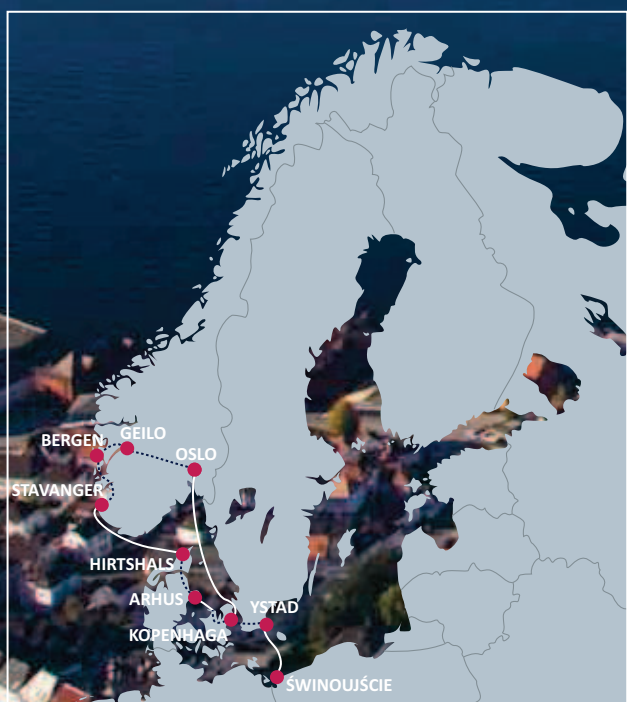 BERGEN
GEILO
OSLO
STAVANGER
HIRTSHALS
ARHUS
YSTAD
KOPENHAGA
ŚWINOUJŚCIE